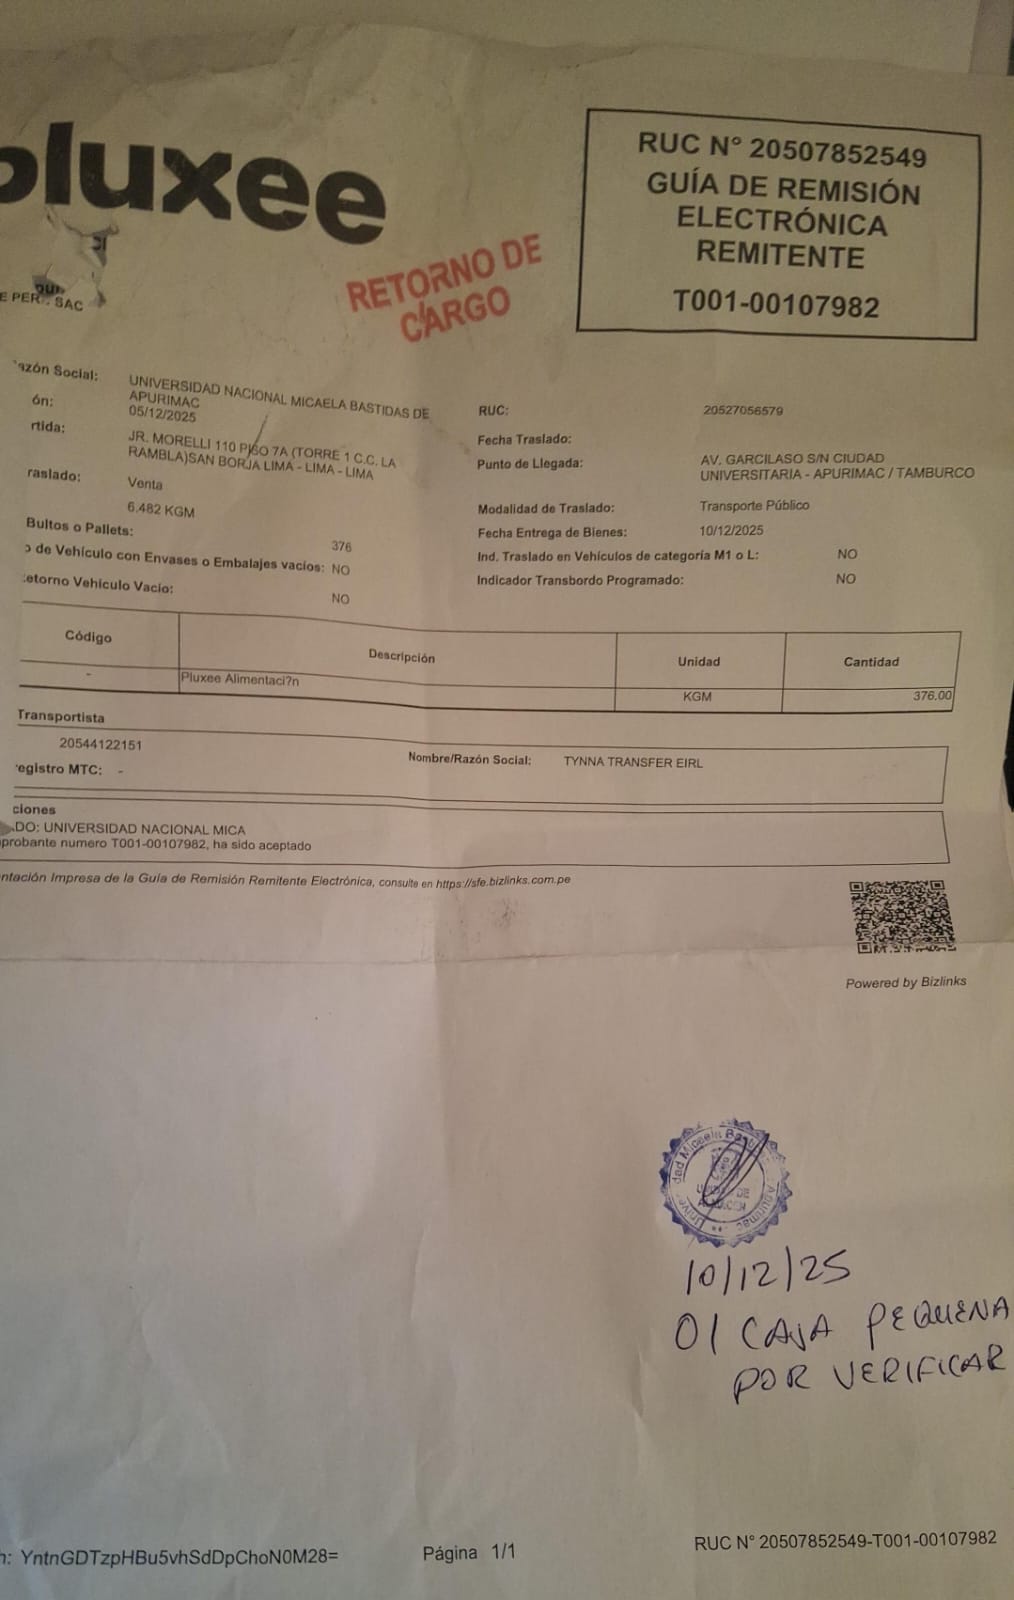 pluxee
RUC N° 20507852549
GUÍA DE REMISIÓN
ELECTRÓNICA
REMITENTE
T001-00107982
RETORNO DE
CARGO
E PER SAC
azón Social:
UNIVERSIDAD NACIONAL MICAELA BASTIDAS DE
APURIMAC
RUC:
20527056579
ón:
05/12/2025
Fecha Traslado:
rtida:
JR. MORELLI 110 PISO 7A (TORRE 1 C.C. LA
RAMBLA)SAN BORJA LIMA - LIMA - LIMA
Punto de Llegada:
AV. GARCILASO S/N CIUDAD
UNIVERSITARIA - APURIMAC / TAMBURCO
raslado:
Venta
Modalidad de Traslado:
Transporte Público
6.482 KGM
Fecha Entrega de Bienes:
10/12/2025
Bultos o Pallets:
376
Ind. Traslado en Vehículos de categoría M1 o L:
NO
o de Vehículo con Envases o Embalajes vacíos:
NO
Indicador Transbordo Programado:
NO
etorno Vehículo Vacío:
NO
Código Descripción Unidad Cantidad
- Pluxee Alimentaci?n KGM 376.00
Transportista
20544122151
Nombre/Razón Social: TYNNA TRANSFER EIRL
egistro MTC: -
ciones
DO: UNIVERSIDAD NACIONAL MICA
probante numero T001-00107982, ha sido aceptado
ntación Impresa de la Guía de Remisión Remitente Electrónica, consulte en https://sfe.bizlinks.com.pe
Powered by Bizlinks
10/12/25
01 CAJA PEQUENA
POR VERIFICAR
h: YntnGDTzpHBu5vhSdDpChoN0M28=
Página 1/1
RUC N° 20507852549-T001-00107982